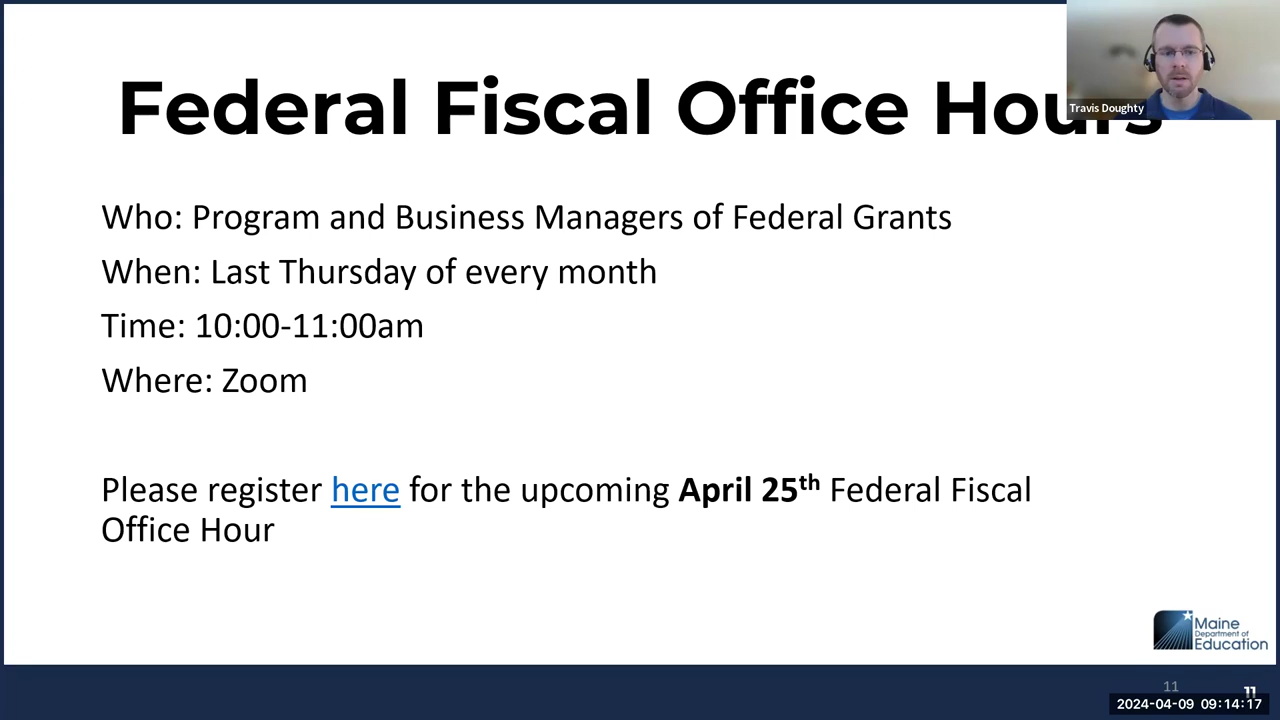 Federal Fiscal Office Hours
Travis Doughty
Who: Program and Business Managers of Federal Grants
When: Last Thursday of every month
Time: 10:00-11:00am
Where: Zoom
Please register here for the upcoming April 25th Federal Fiscal
Office Hour
Maine
Department of
Education
11
11
2024-04-09 09:14:17